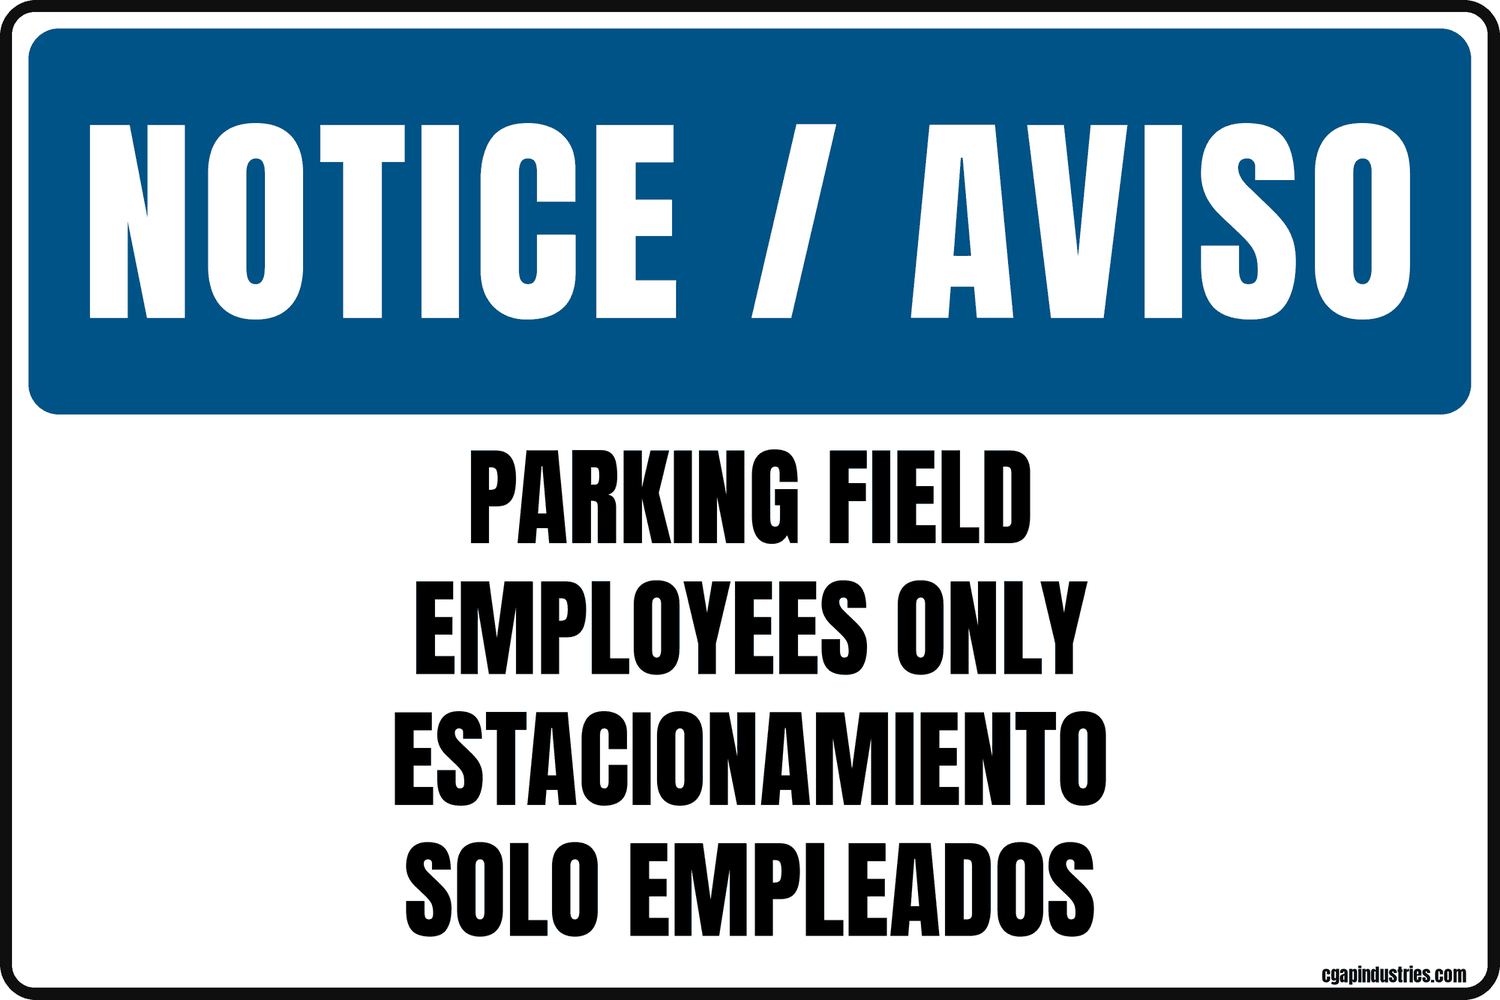 NOTICE / AVISO
PARKING FIELD
EMPLOYEES ONLY
ESTACIONAMIENTO
SOLO EMPLEADOS
cgapindustries.com